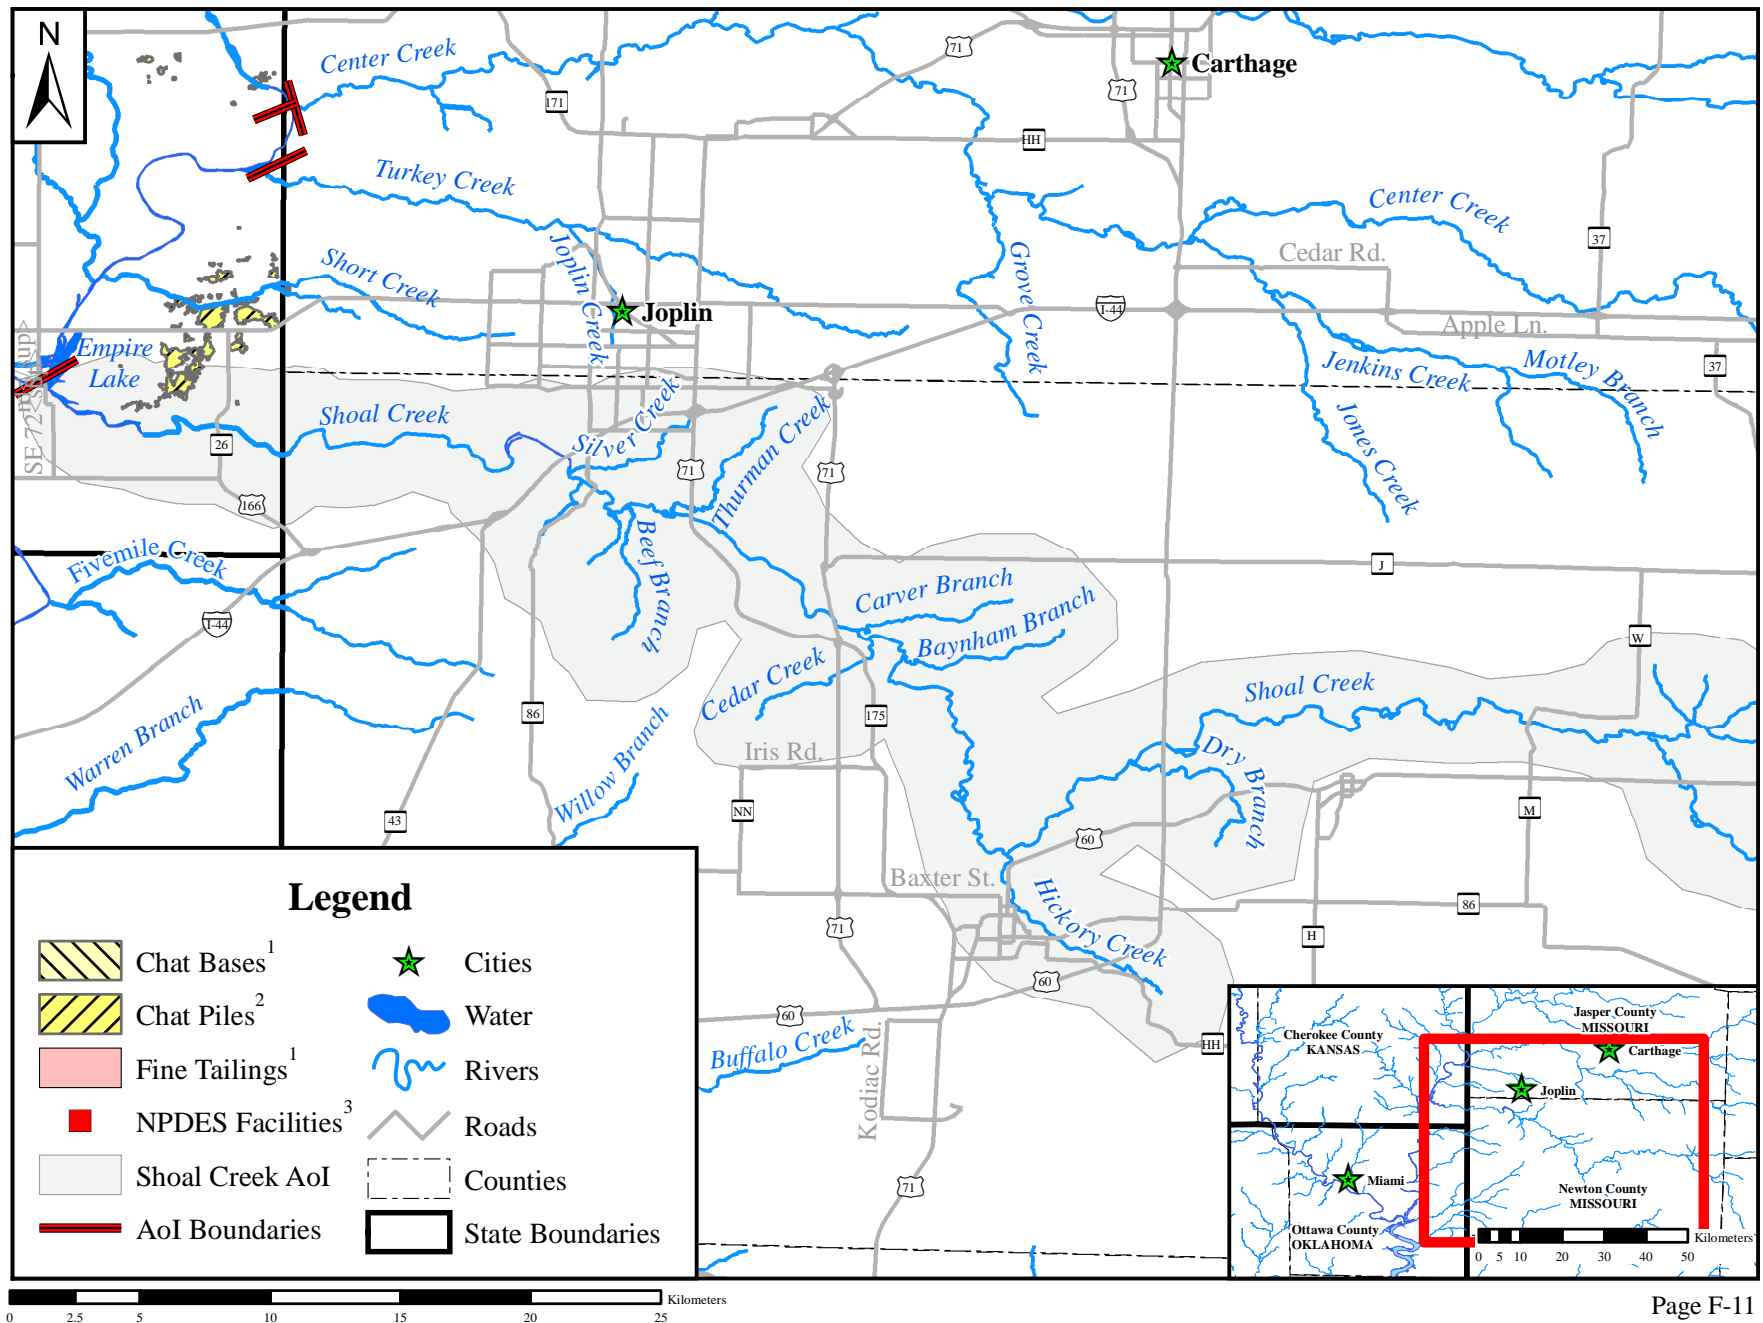 N
Center Creek
71
Carthage
171
71
HH
Turkey Creek
Center Creek
37
Joplin Creek
Grove Creek
Cedar Rd.
Short Creek
Joplin
I-44
Apple Ln.
Empire
Lake
Jenkins Creek
Motley Branch
37
Shoal Creek
Silver Creek
Thurman Creek
Jones Creek
26
71
71
166
Beef Branch
Fivemile Creek
J
I-44
Carver Branch
Baynham Branch
W
Cedar Creek
Shoal Creek
86
175
Warren Branch
Willow Branch
Iris Rd.
Dry Branch
NN
43
M
60
Baxter St.
Hickory Creek
86
71
H
60
60
Buffalo Creek
Kodiac Rd.
HH
71
SE 72<sup>nd</sup>
Legend
Chat Bases1
Chat Piles2
Fine Tailings1
NPDES Facilities3
Shoal Creek AoI
AoI Boundaries
Cities
Water
Rivers
Roads
Counties
State Boundaries
Cherokee County
KANSAS
Jasper County
MISSOURI
Carthage
Joplin
Miami
Newton County
MISSOURI
Ottawa County
OKLAHOMA
0 5 10 20 30 40 50 Kilometers
0 2.5 5 10 15 20 25 Kilometers
Page F-11